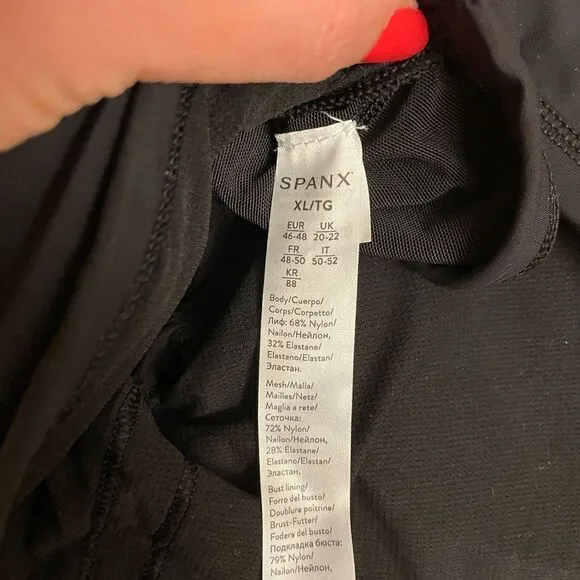 SPANX
XL/TG
EUR UK
46-48 20-22
FR IT
48-50 50-52
KR
88
Body/Cuerpo/
Corps/Corpetto/
Лиф: 68% Nylon/
Nailon/Нейлон,
32% Elastane/
Elastano/Elastan/
Эластан.
Mesh/Malla/
Mailles/Netz/
Maglia a rete/
Сеточка:
72% Nylon/
Nailon/Нейлон,
28% Elastane/
Elastano/Elastan/
Эластан.
Bust lining/
Forro del busto/
Doublure poitrine/
Brust-Futter/
Fodera del busto/
Подкладка бюста:
79% Nylon/
Nailon/Нейлон,